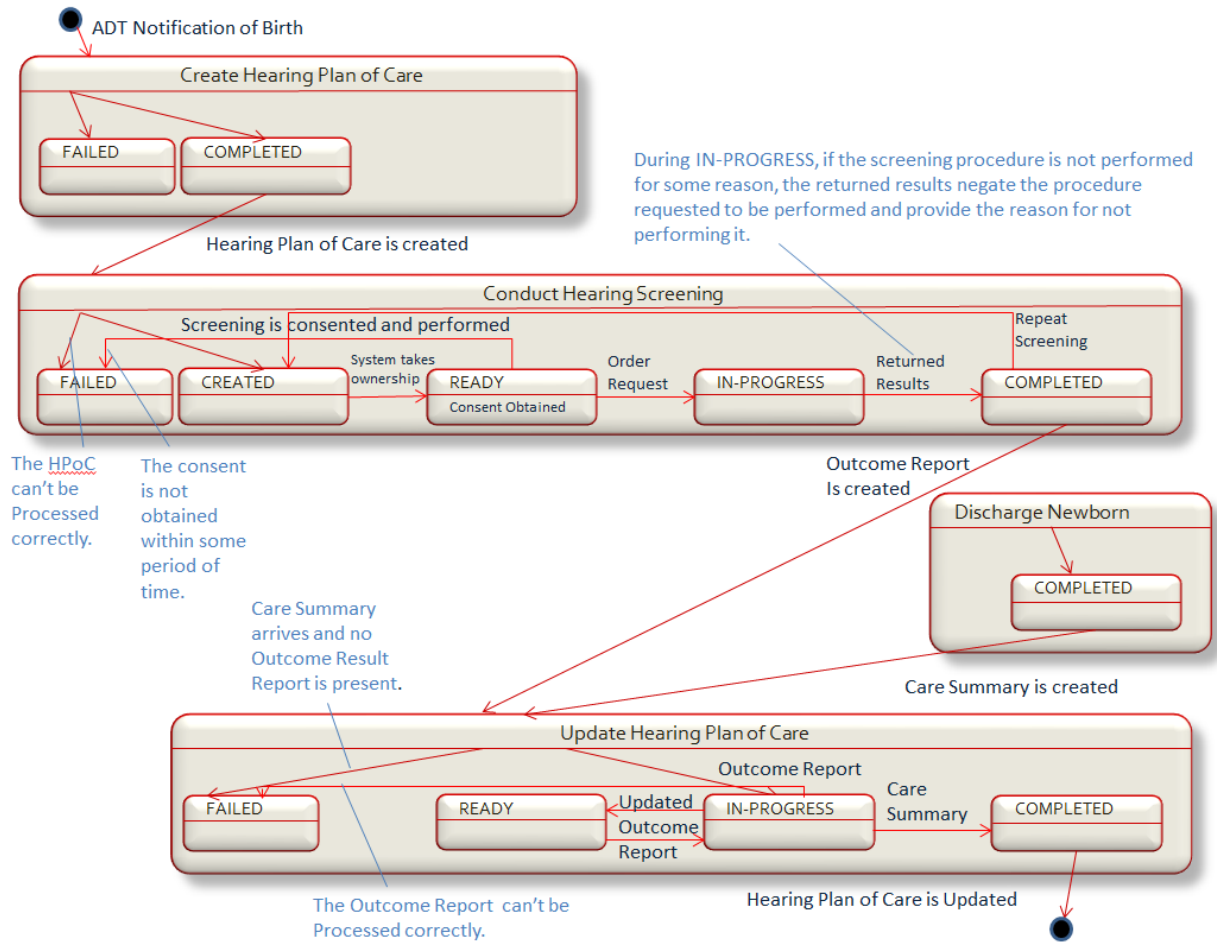 ADT Notification of Birth
Create Hearing Plan of Care
FAILED
COMPLETED
During IN-PROGRESS, if the screening procedure is not performed
for some reason, the returned results negate the procedure
requested to be performed and provide the reason for not
performing it.
Hearing Plan of Care is created
Conduct Hearing Screening
Screening is consented and performed
Repeat
Screening
System takes
ownership
Order
Request
Returned
Results
FAILED
CREATED
READY
Consent Obtained
IN-PROGRESS
COMPLETED
The HPoC
can't be
Processed
correctly.
The consent
is not
obtained
within some
period of
time.
Outcome Report
Is created
Discharge Newborn
COMPLETED
Care Summary
arrives and no
Outcome Result
Report is present.
Care Summary is created
Update Hearing Plan of Care
Outcome Report
FAILED
READY
Updated
Outcome
Report
IN-PROGRESS
Care
Summary
COMPLETED
The Outcome Report can't be
Processed correctly.
Hearing Plan of Care is Updated